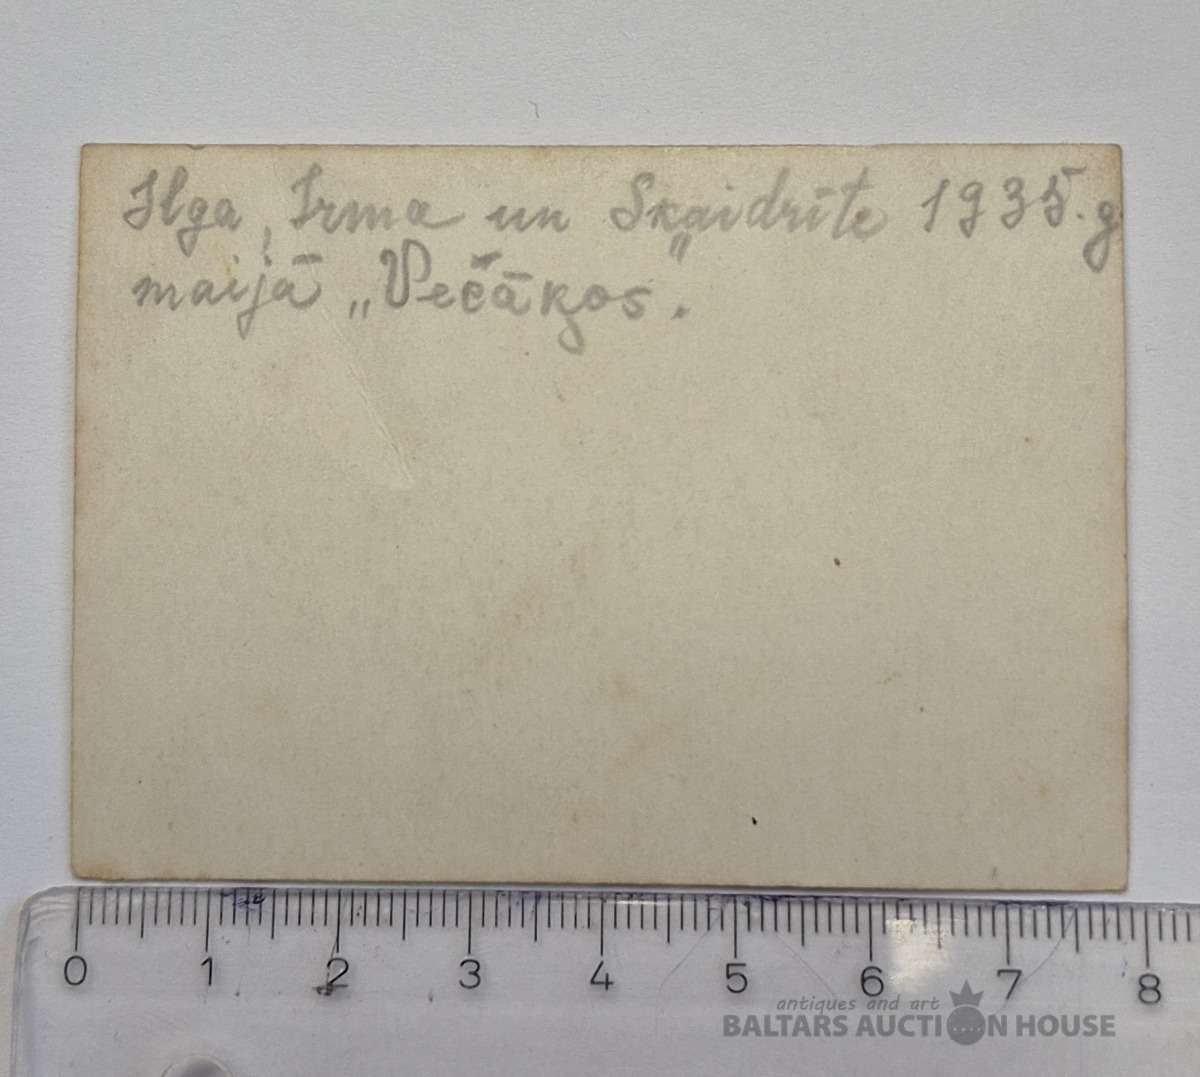 Ilga, Irma un Skaidrīte 1935. g
maijā „Večāķos".
0 1 2 3 4 5 6 7 8
antiques and art
BALTARS AUCTION HOUSE